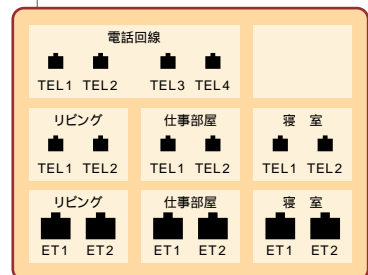 電話回線
TEL1 TEL2 TEL3 TEL4
リビング 仕事部屋 寝 室
TEL1 TEL2 TEL1 TEL2 TEL1 TEL2
リビング 仕事部屋 寝 室
ET1 ET2 ET1 ET2 ET1 ET2